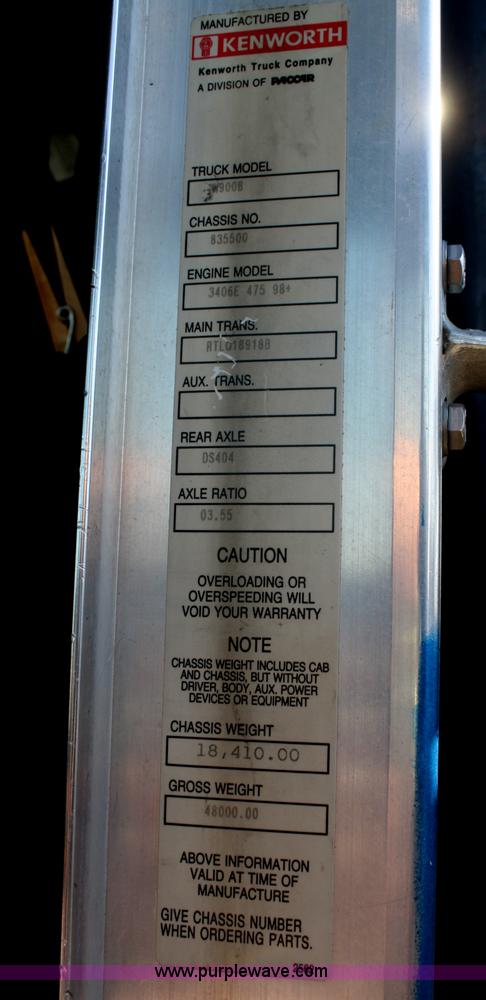 MANUFACTURED BY
KENWORTH
Kenworth Truck Company
A DIVISION OF PACCAR
TRUCK MODEL
W900B
CHASSIS NO.
835500
ENGINE MODEL
3406E 475 98+
MAIN TRANS.
RTLO18918B
AUX. TRANS.
REAR AXLE
DS404
AXLE RATIO
03.55
CAUTION
OVERLOADING OR
OVERSPEEDING WILL
VOID YOUR WARRANTY
NOTE
CHASSIS WEIGHT INCLUDES CAB
AND CHASSIS, BUT WITHOUT
DRIVER, BODY, AUX. POWER
DEVICES OR EQUIPMENT
CHASSIS WEIGHT
18,410.00
GROSS WEIGHT
48000.00
ABOVE INFORMATION
VALID AT TIME OF
MANUFACTURE
GIVE CHASSIS NUMBER
WHEN ORDERING PARTS.
www.purplewave.com